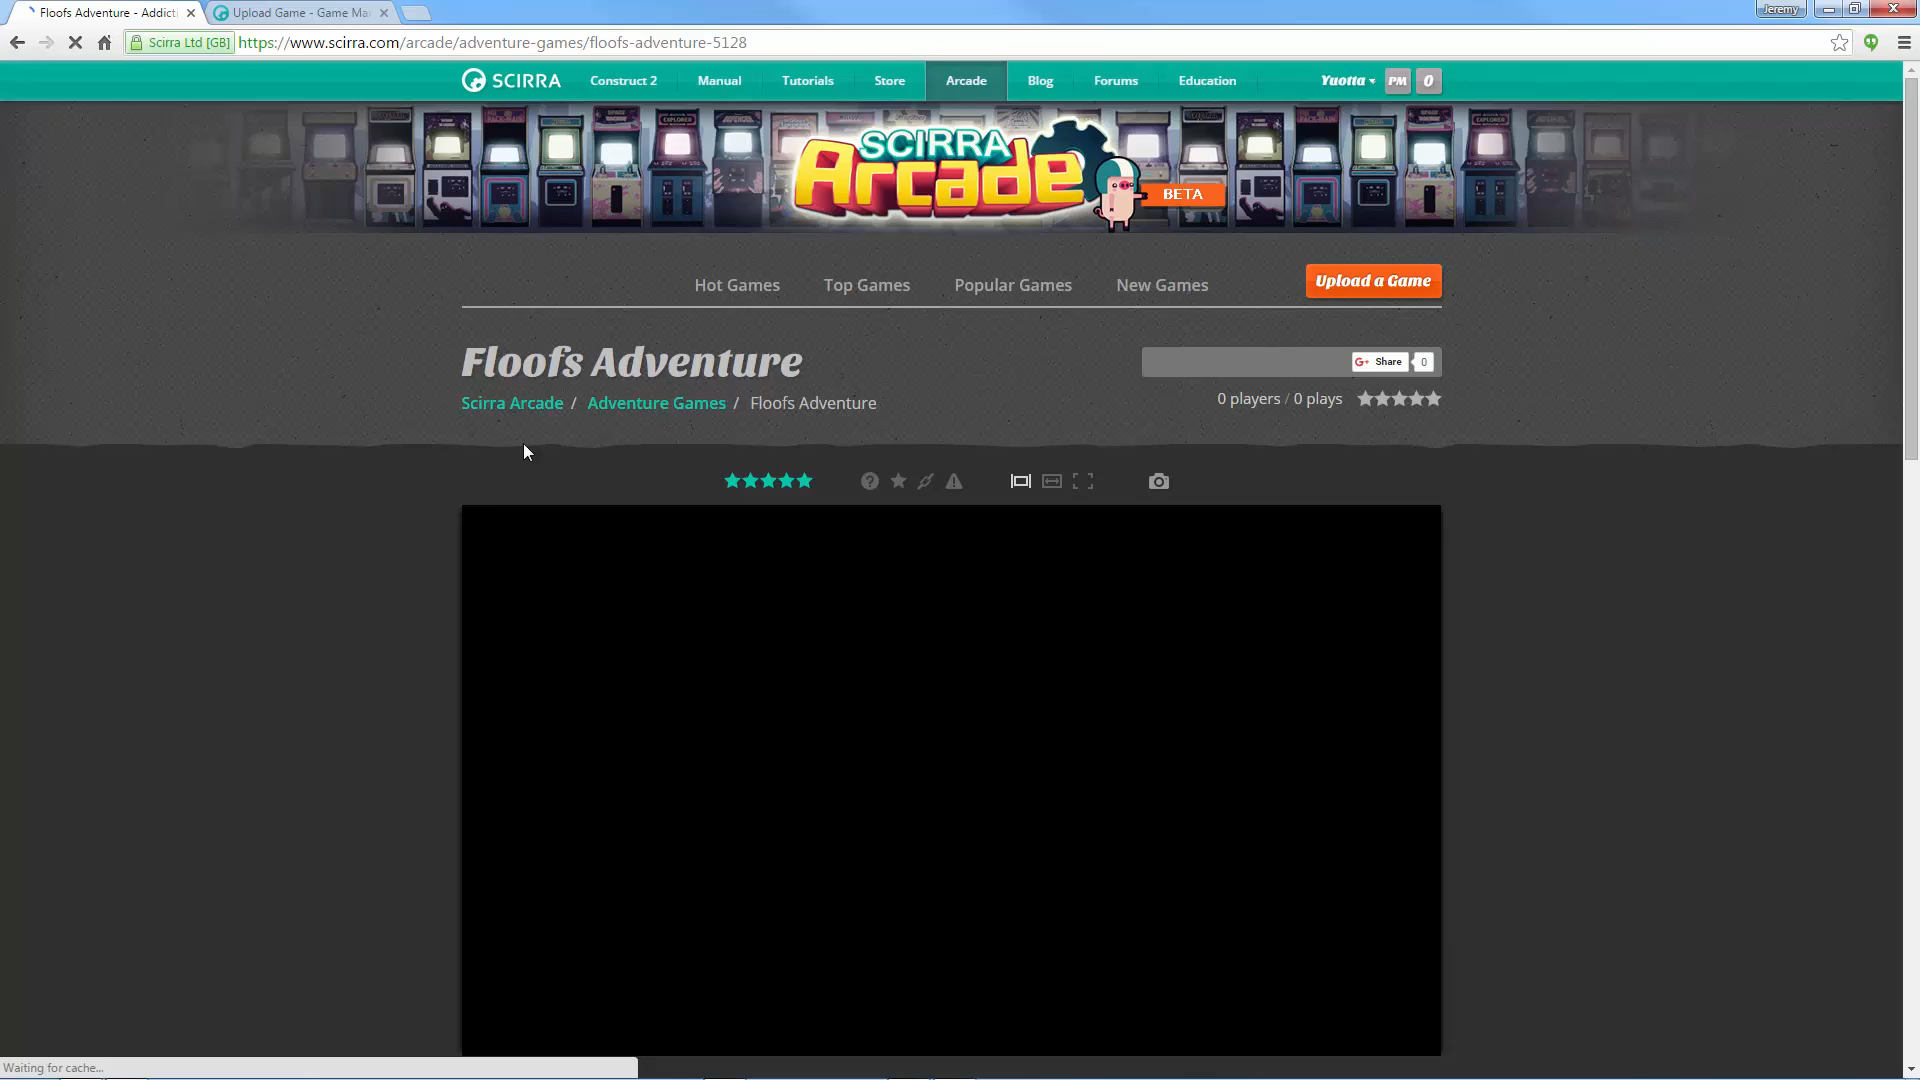 Floofs Adventure - Addicti
Upload Game - Game Ma
Jeremy
Scirra Ltd [GB]
https://www.scirra.com/arcade/adventure-games/floofs-adventure-5128
SCIRRA
Construct 2
Manual
Tutorials
Store
Arcade
Blog
Forums
Education
Yuotta
PM
0
SCIRRA
Arcade
BETA
Hot Games
Top Games
Popular Games
New Games
Upload a Game
Floofs Adventure
G+ Share 0
Scirra Arcade / Adventure Games / Floofs Adventure
0 players / 0 plays
Waiting for cache...